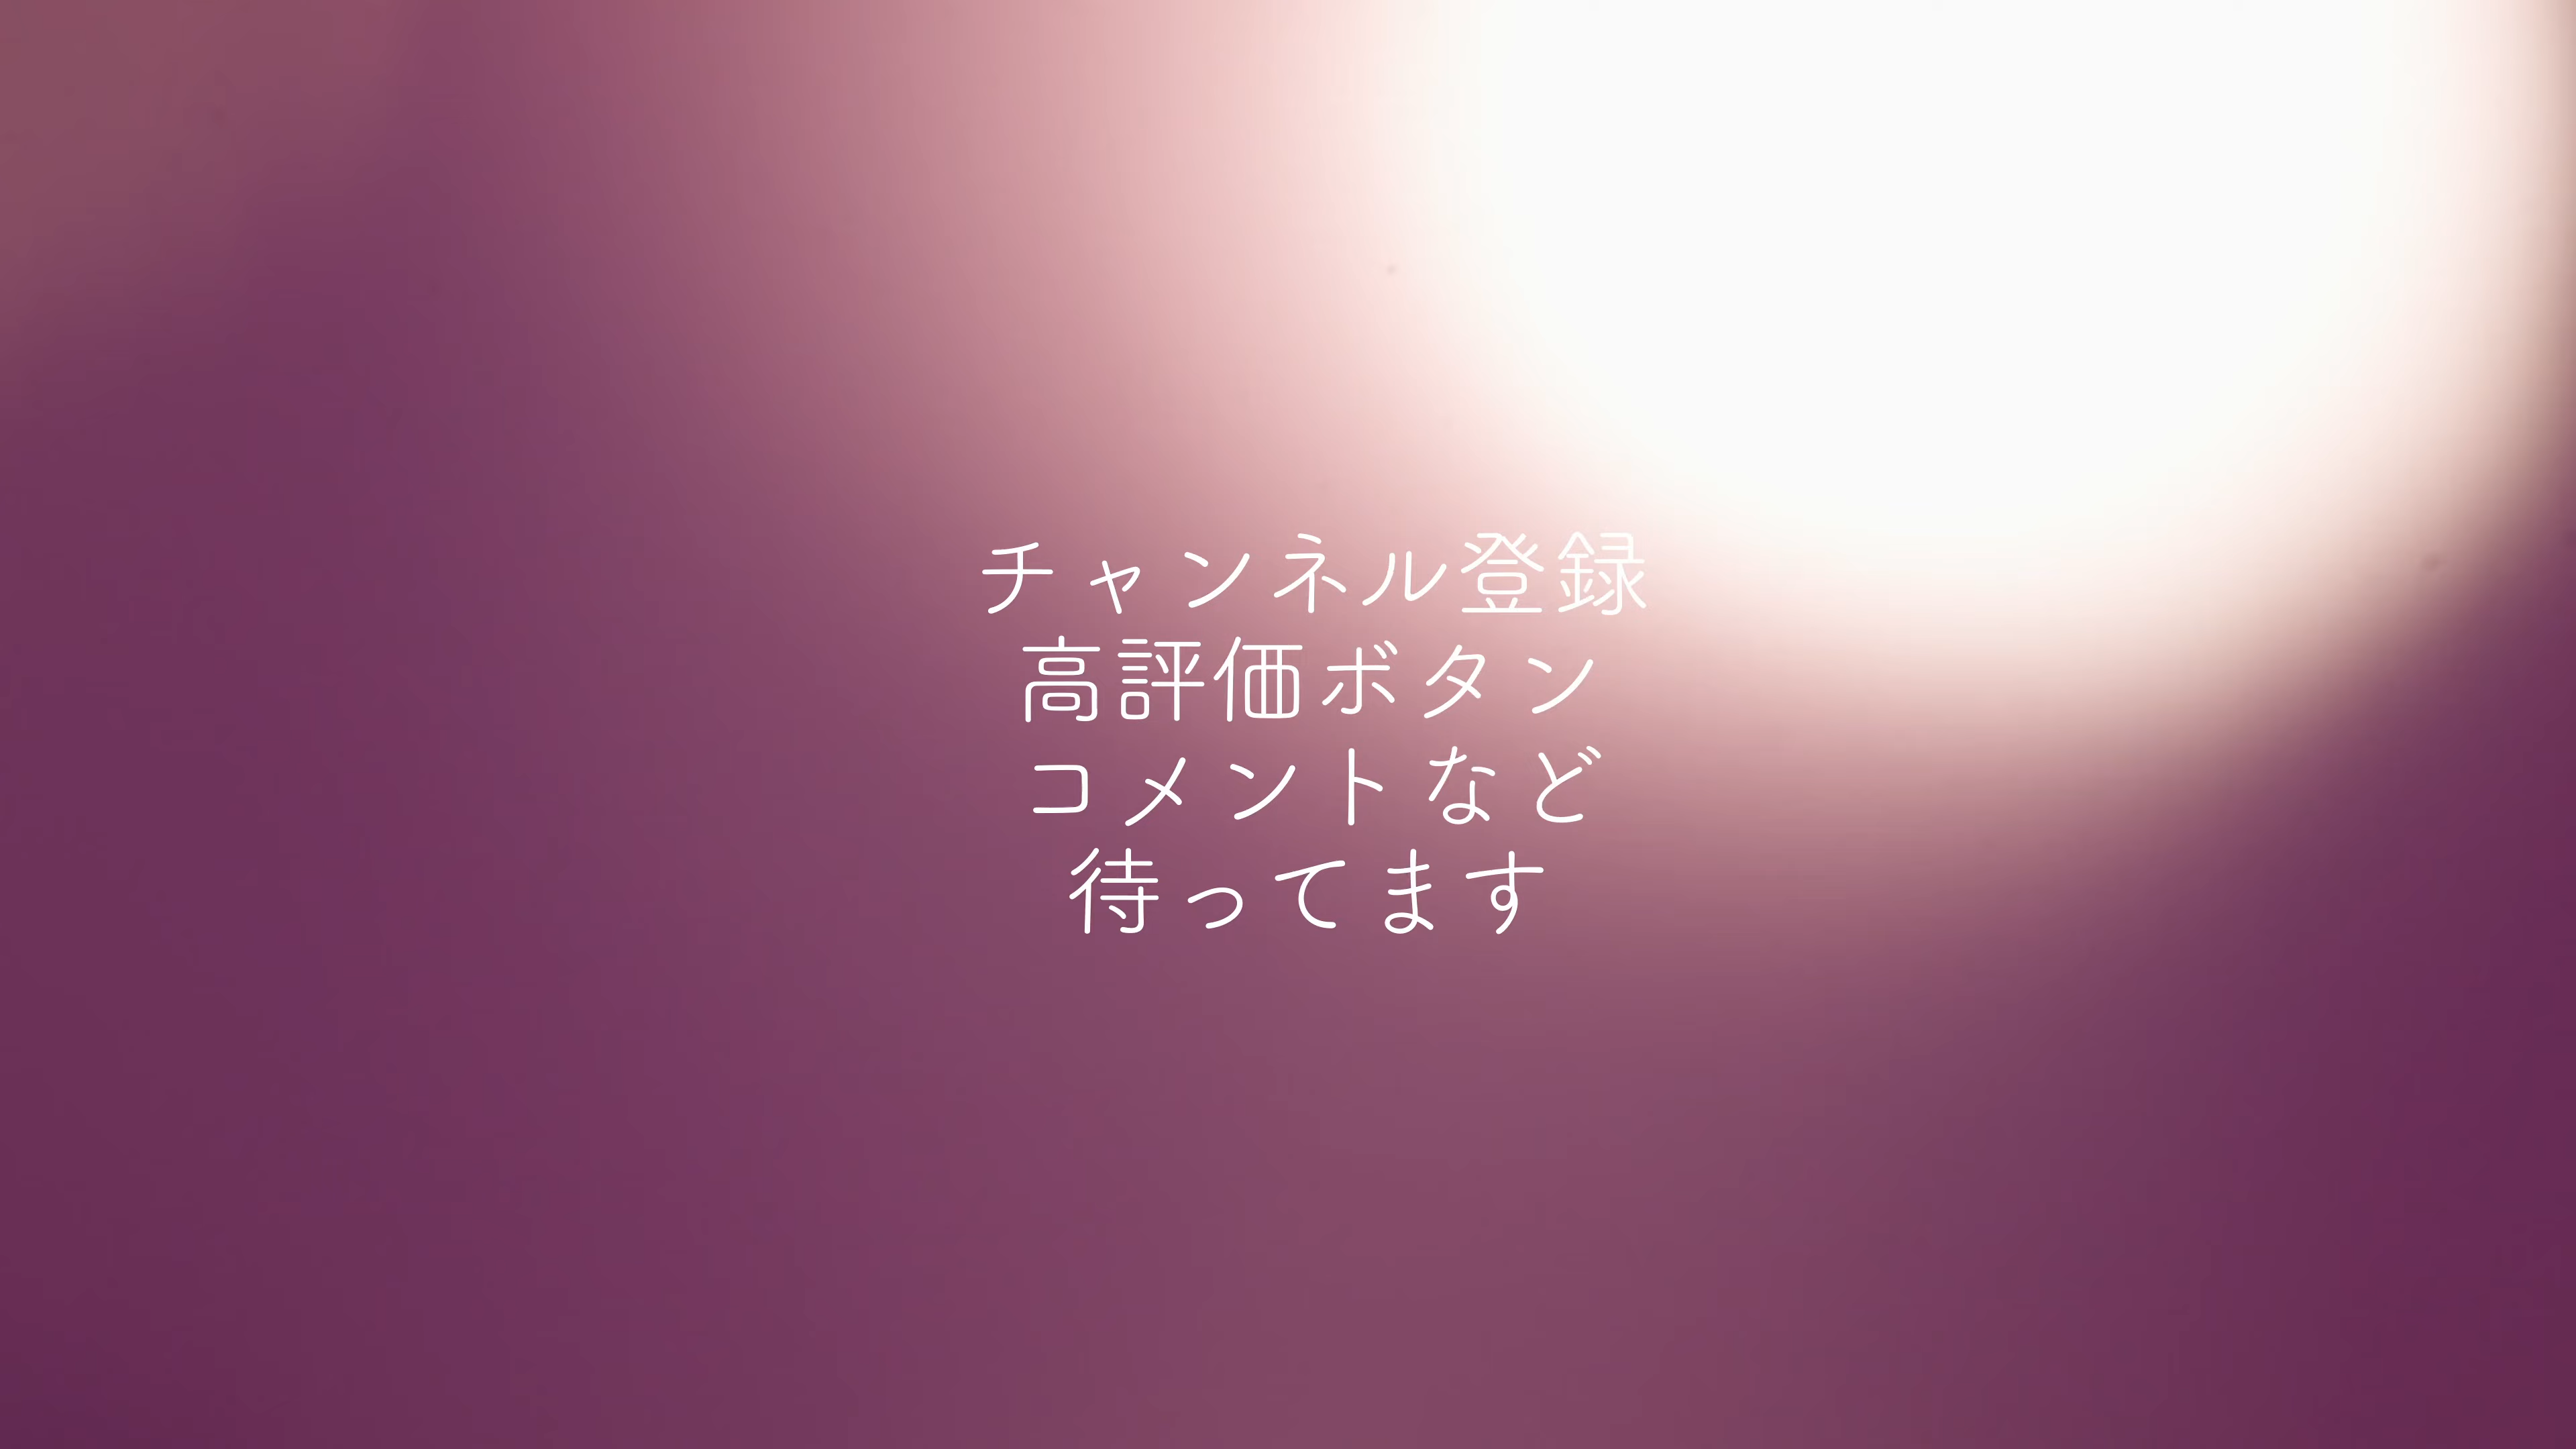 チャンネル登録
高評価ボタン
コメントなど
待ってます